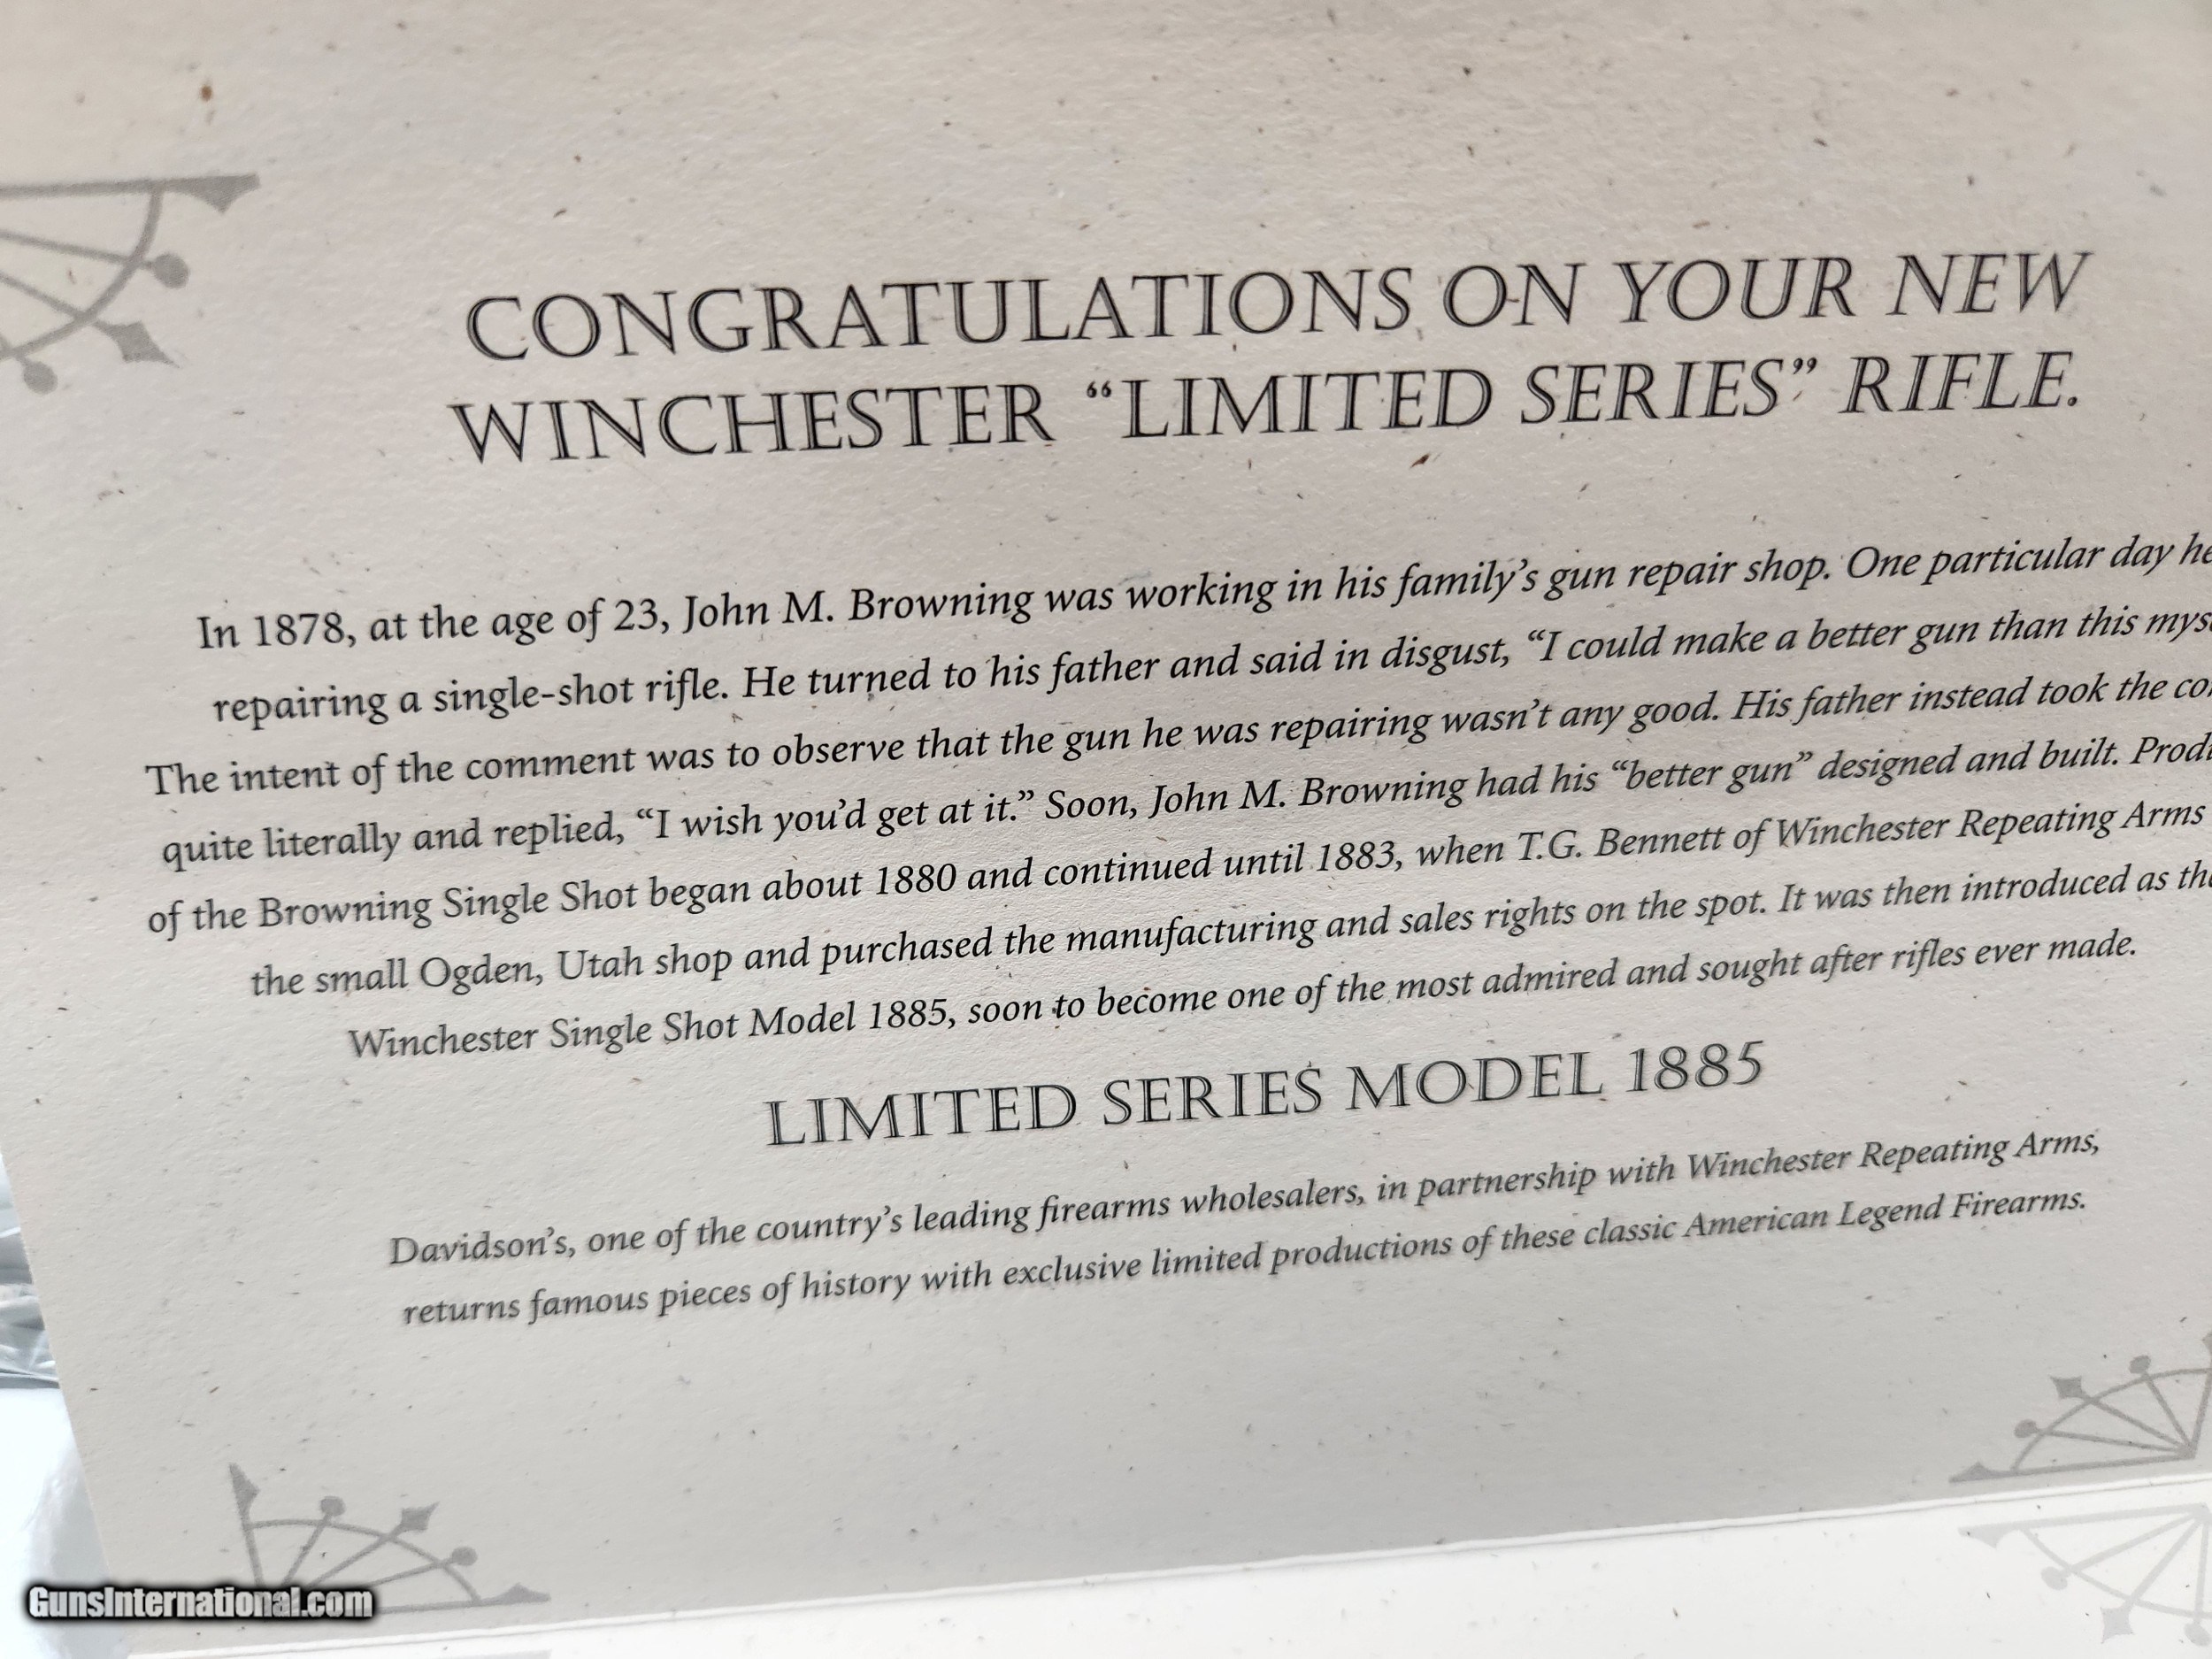 CONGRATULATIONS ON YOUR NEW
WINCHESTER “LIMITED SERIES” RIFLE.
In 1878, at the age of 23, John M. Browning was working in his family’s gun repair shop. One particular day he
repairing a single-shot rifle. He turned to his father and said in disgust, “I could make a better gun than this
The intent of the comment was to observe that the gun he was repairing wasn’t any good. His father instead took the
quite literally and replied, “I wish you’d get at it.” Soon, John M. Browning had his “better gun” designed and built.
of the Browning Single Shot began about 1880 and continued until 1883, when T.G. Bennett of Winchester Repeating Arms
the small Ogden, Utah shop and purchased the manufacturing and sales rights on the spot. It was then introduced as the
Winchester Single Shot Model 1885, soon to become one of the most admired and sought after rifles ever made.
LIMITED SERIES MODEL 1885
Davidson’s, one of the country’s leading firearms wholesalers, in partnership with Winchester Repeating Arms,
returns famous pieces of history with exclusive limited productions of these classic American Legend Firearms.
GunsInternational.com